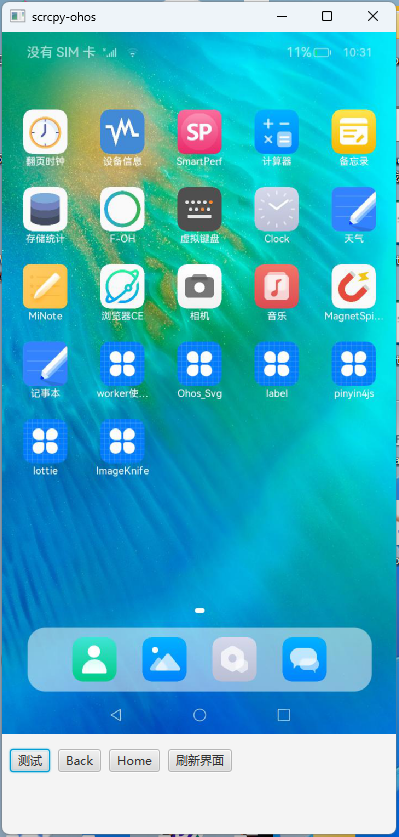 scrcpy-ohos
没有 SIM 卡 11% 10:31
翻页时钟 设备信息 SmartPerf 计算器 备忘录
存储统计 F-OH 虚拟键盘 Clock 天气
MiNote 浏览器CE 相机 音乐 MagnetSpi...
记事本 worker使... Ohos_Svg label pinyin4js
lottie ImageKnife
测试 Back Home 刷新界面